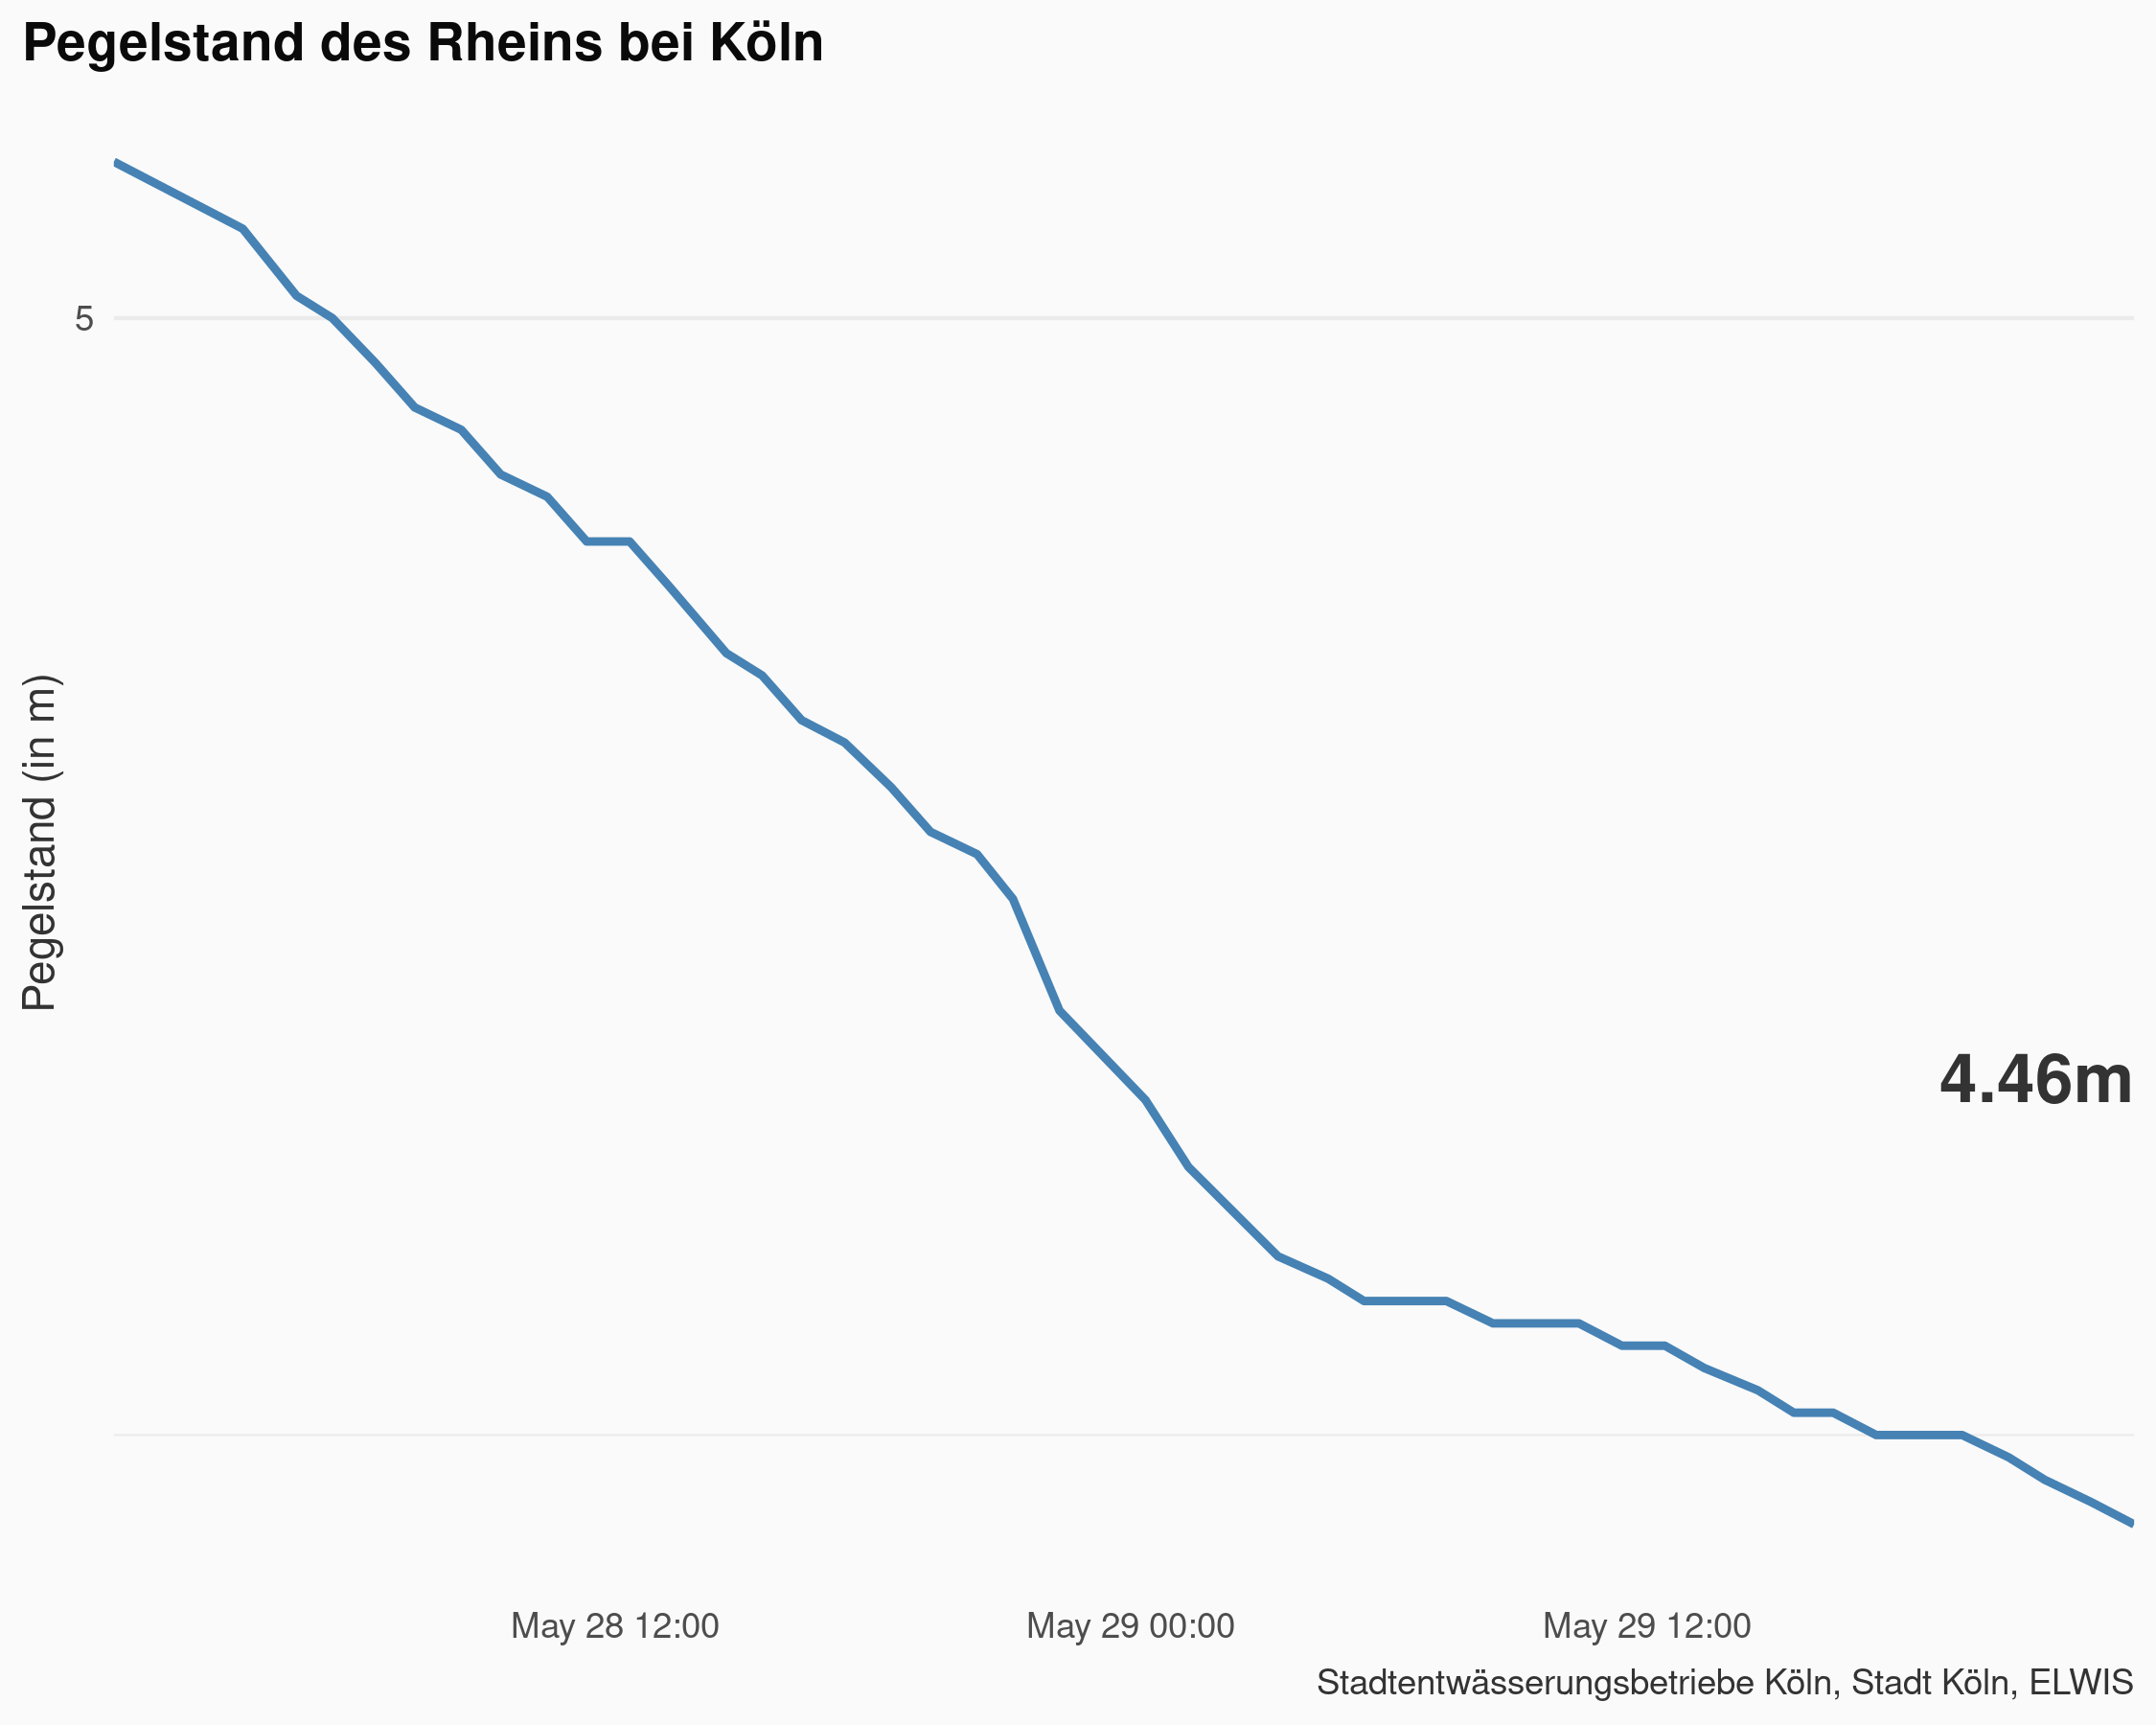 Pegelstand des Rheins bei Köln
5
Pegelstand (in m)
4.46m
May 28 12:00
May 29 00:00
May 29 12:00
Stadtentwässerungsbetriebe Köln, Stadt Köln, ELWIS